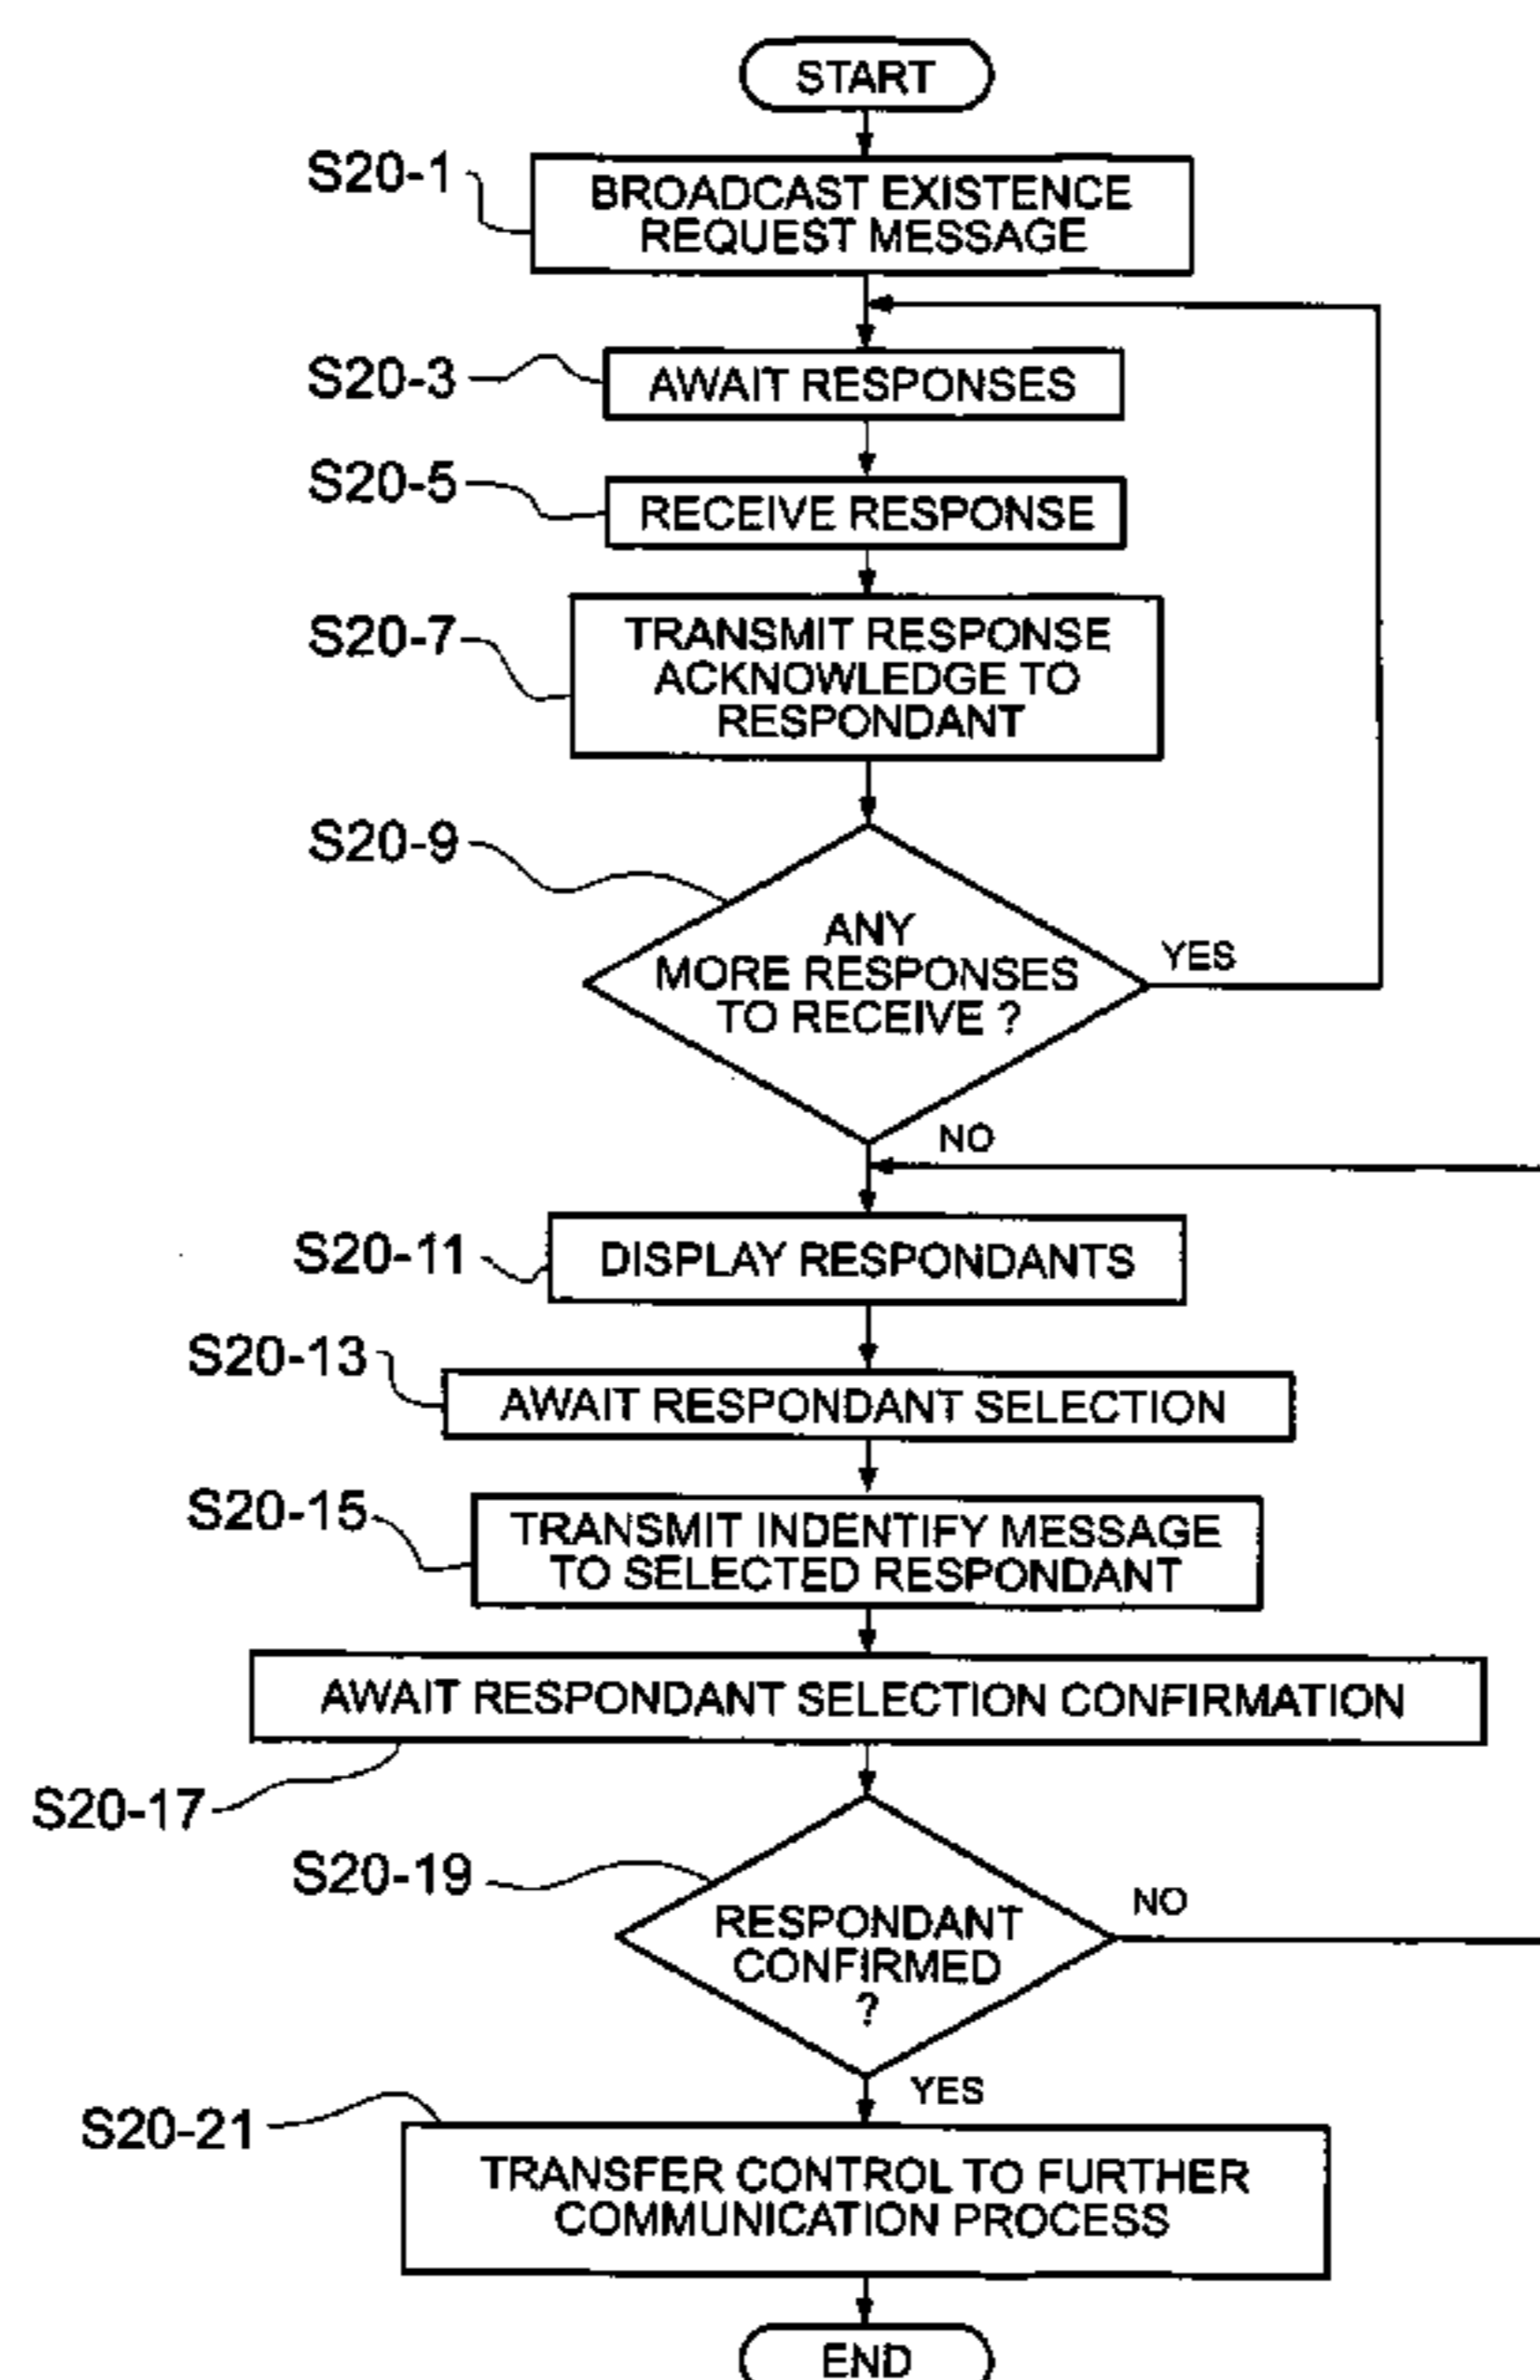 START
S20-1
BROADCAST EXISTENCE
REQUEST MESSAGE
S20-3
AWAIT RESPONSES
S20-5
RECEIVE RESPONSE
S20-7
TRANSMIT RESPONSE
ACKNOWLEDGE TO
RESPONDANT
S20-9
ANY
MORE RESPONSES
TO RECEIVE ?
YES
NO
S20-11
DISPLAY RESPONDANTS
S20-13
AWAIT RESPONDANT SELECTION
S20-15
TRANSMIT INDENTIFY MESSAGE
TO SELECTED RESPONDANT
AWAIT RESPONDANT SELECTION CONFIRMATION
S20-17
S20-19
RESPONDANT
CONFIRMED
?
NO
YES
S20-21
TRANSFER CONTROL TO FURTHER
COMMUNICATION PROCESS
END